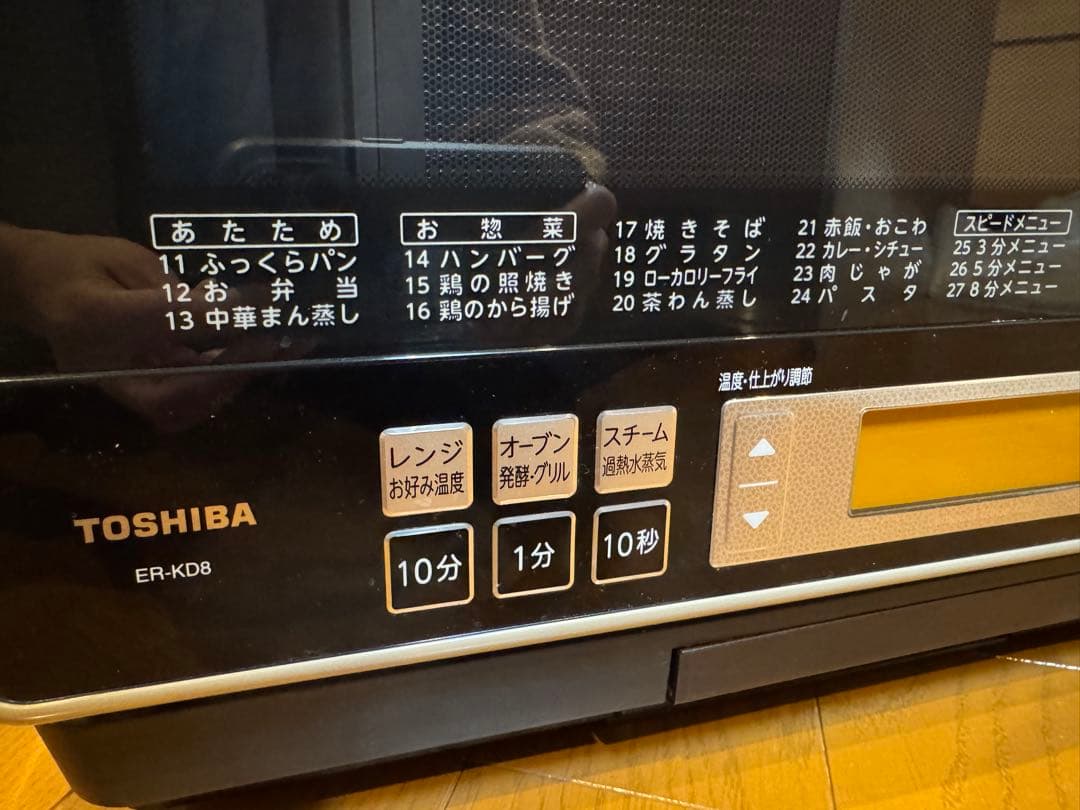 あたため
11 ふっくらパン
12 お弁当
13 中華まん蒸し
お惣菜
14 ハンバーグ
15 鶏の照焼き
16 鶏のから揚げ
17 焼きそば
18 グラタン
19 ローカロリーフライ
20 茶わん蒸し
21 赤飯・おこわ
22 カレー・シチュー
23 肉じゃが
24 パスタ
スピードメニュー
25 3分メニュー
26 5分メニュー
27 8分メニュー
温度・仕上がり調節
レンジ
お好み温度
オーブン
発酵・グリル
スチーム
過熱水蒸気
10分
1分
10秒
TOSHIBA
ER-KD8